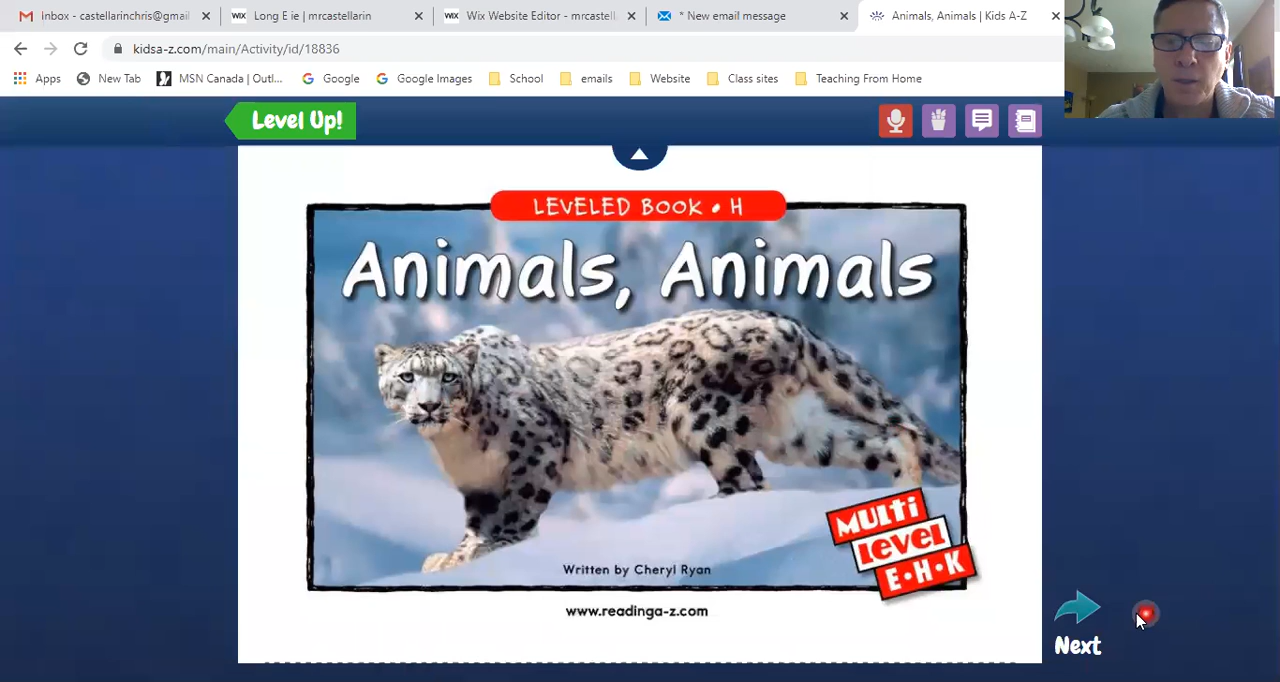 Inbox - castellarinchris@gmail
Long E ie | mrcastellarin
Wix Website Editor - mrcastell
* New email message
Animals, Animals | Kids A-Z
kidsa-z.com/main/Activity/id/18836
Apps
New Tab
MSN Canada | Outl...
Google
Google Images
School
emails
Website
Class sites
Teaching From Home
Level Up!
LEVELED BOOK • H
Animals, Animals
MULTi
level
E•H•K
Written by Cheryl Ryan
www.readinga-z.com
Next